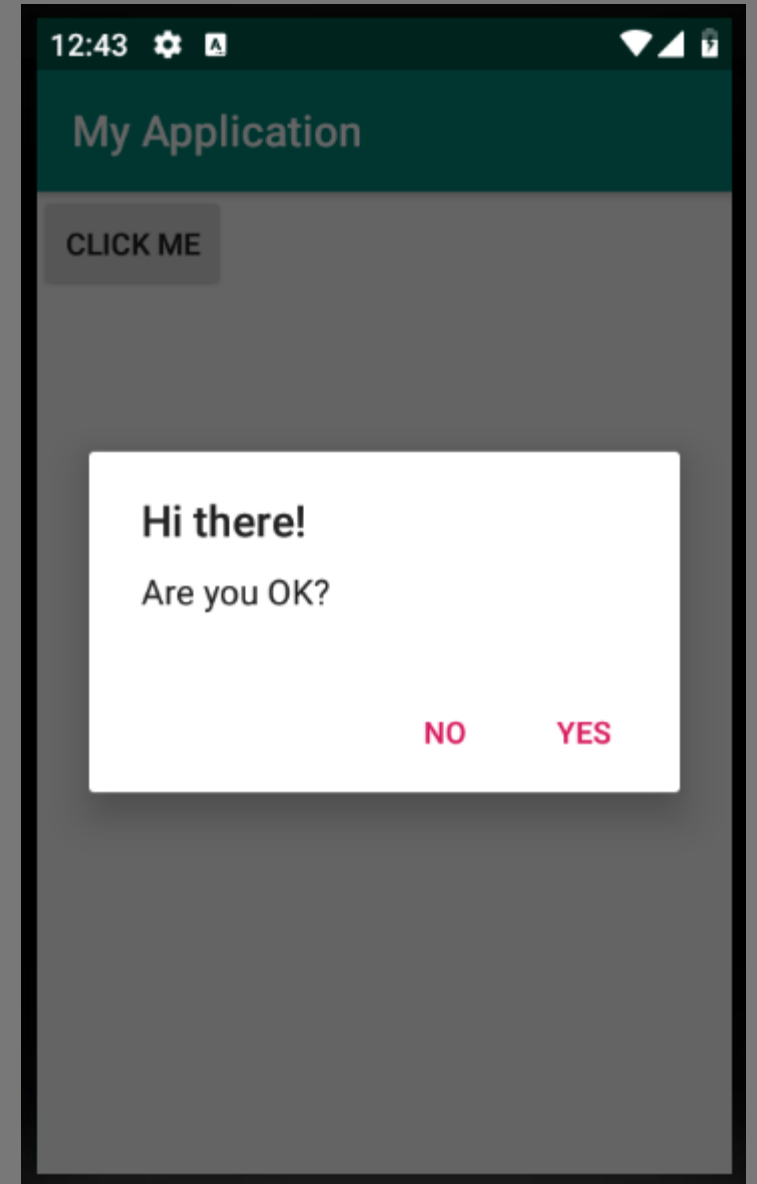 12:43
My Application
CLICK ME
Hi there!
Are you OK?
NO YES